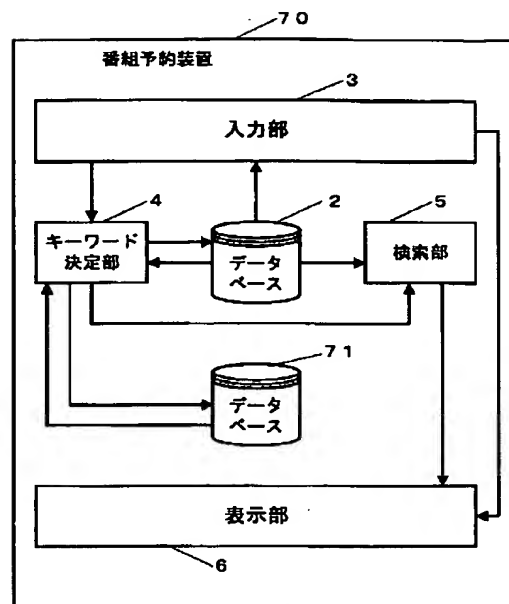 70
番組予約装置
3
入力部
4
2
5
キーワード
決定部
データ
ベース
検索部
71
データ
ベース
表示部
6